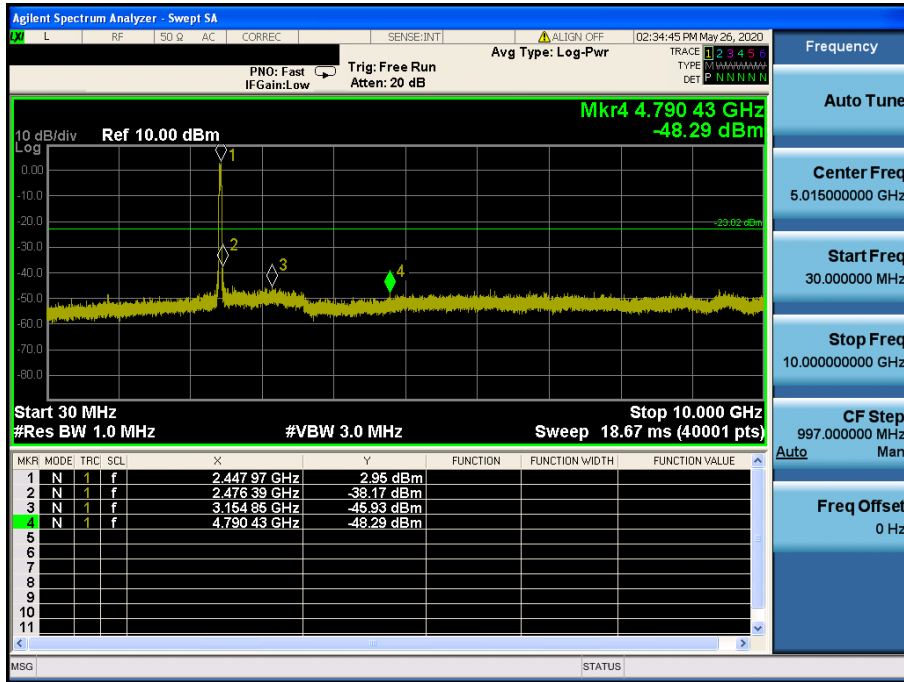 Agilent Spectrum Analyzer - Swept SA
LXI L RF 50 Ω AC CORREC SENSE:INT ALIGN OFF 02:34:45 PM May 26, 2020
Avg Type: Log-Pwr TRACE 1 2 3 4 5 6
PNO: Fast Trig: Free Run TYPE M WWWWW
IFGain:Low Atten: 20 dB DET P N N N N N
Mkr4 4.790 43 GHz
-48.29 dBm
10 dB/div Ref 10.00 dBm
Log
1
0.00
-10.0
-20.0
-23.02 dBm
-30.0
2
-40.0
3
4
-50.0
-60.0
-70.0
-80.0
Start 30 MHz Stop 10.000 GHz
#Res BW 1.0 MHz #VBW 3.0 MHz Sweep 18.67 ms (40001 pts)
MKR MODE TRC SCL X Y FUNCTION FUNCTION WIDTH FUNCTION VALUE
1 N 1 f 2.447 97 GHz 2.95 dBm
2 N 1 f 2.476 39 GHz -38.17 dBm
3 N 1 f 3.154 85 GHz -45.93 dBm
4 N 1 f 4.790 43 GHz -48.29 dBm
5
6
7
8
9
10
11
MSG STATUS
Frequency
Auto Tune
Center Freq
5.015000000 GHz
Start Freq
30.000000 MHz
Stop Freq
10.000000000 GHz
CF Step
997.000000 MHz
Auto Man
Freq Offset
0 Hz